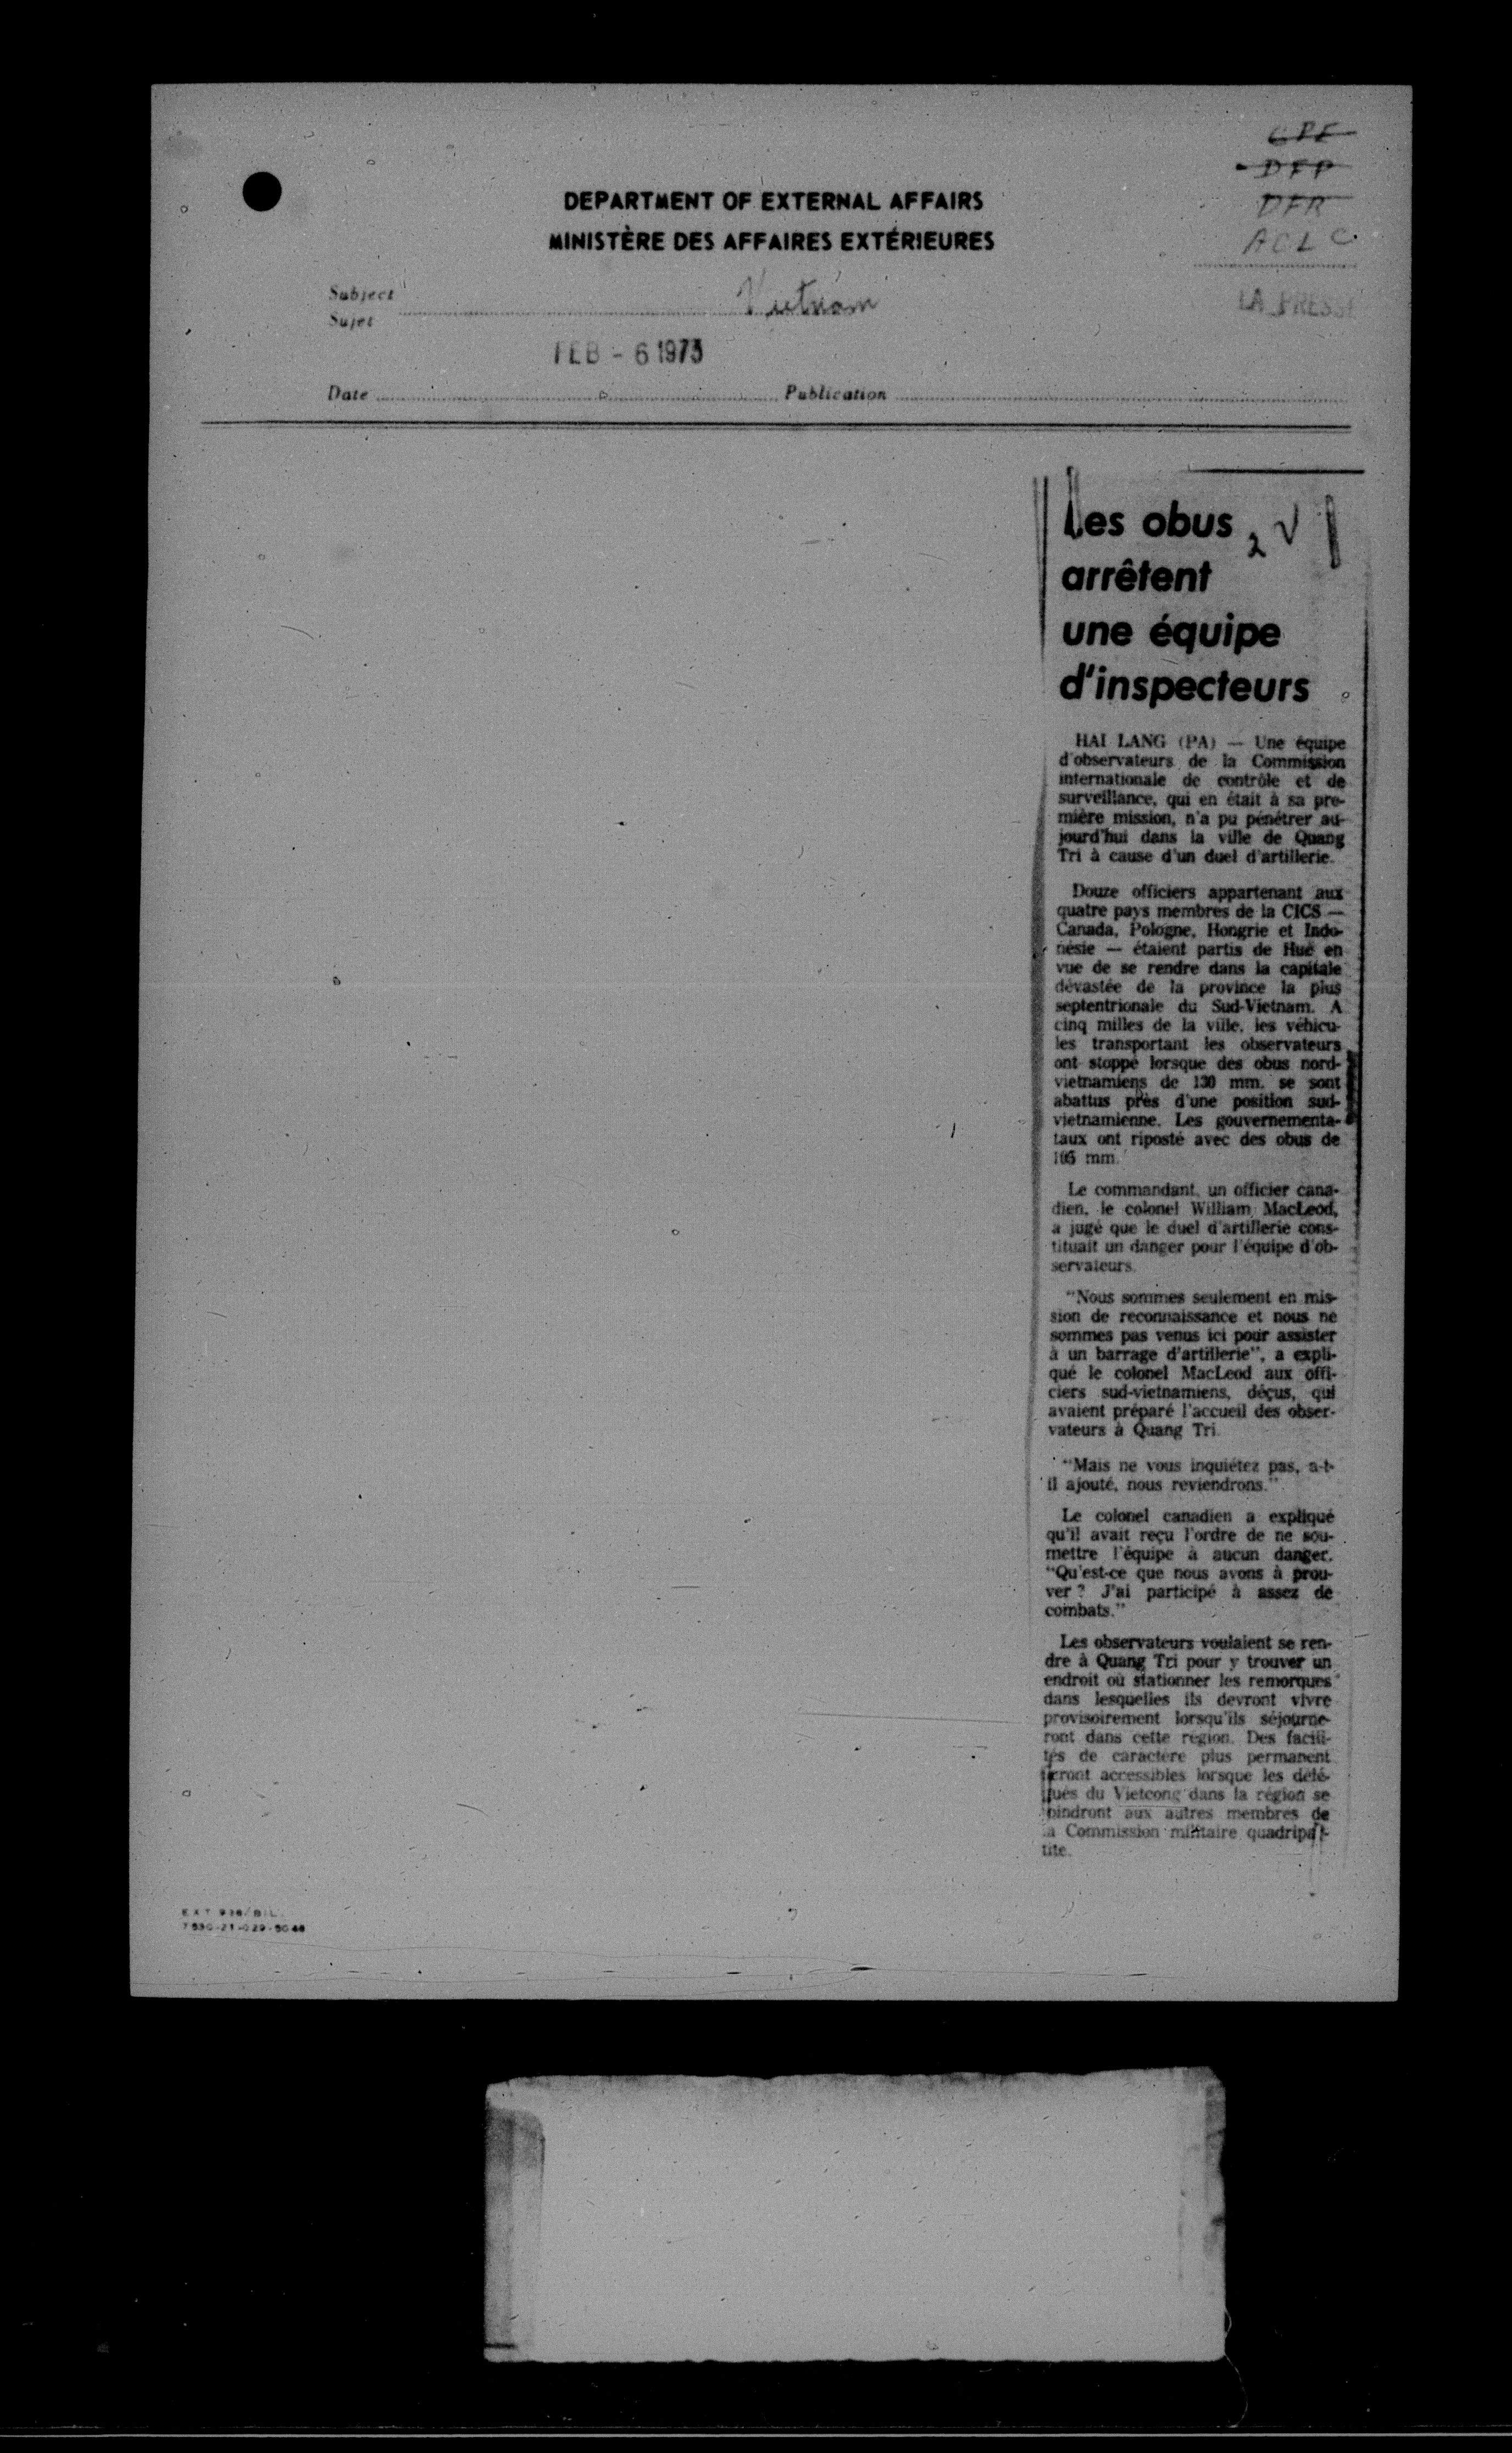 GPE
DFP
DFR
ACLC
DEPARTMENT OF EXTERNAL AFFAIRS
MINISTÈRE DES AFFAIRES EXTÉRIEURES
Subject
Sujet
Vietnam
LA PRESSE
FEB - 6 1973
Date
Publication
Les obus
2
arrêtent
une équipe
d'inspecteurs
HAI LANG (PA) — Une équipe
d'observateurs de la Commission
internationale de contrôle et de
surveillance, qui en était à sa pre-
mière mission, n'a pu pénétrer au-
jourd'hui dans la ville de Quang
Tri à cause d'un duel d'artillerie.
Douze officiers appartenant aux
quatre pays membres de la CICS —
Canada, Pologne, Hongrie et Indo-
nésie — étaient partis de Hué en
vue de se rendre dans la capitale
dévastée de la province la plus
septentrionale du Sud-Vietnam. A
cinq milles de la ville, les véhicu-
les transportant les observateurs
ont stoppé lorsque des obus nord-
vietnamiens de 130 mm. se sont
abattus près d'une position sud-
vietnamienne. Les gouvernementa-
taux ont riposté avec des obus de
mm.
Le commandant, un officier cana-
dien, le colonel William MacLeod,
a jugé que le duel d'artillerie cons-
tituait un danger pour l'équipe d'ob-
servateurs.
"Nous sommes seulement en mis-
sion de reconnaissance et nous ne
sommes pas venus ici pour assister
à un barrage d'artillerie", a expli-
qué le colonel MacLeod aux offi-
ciers sud-vietnamiens, déçus, qui
avaient préparé l'accueil des obser-
vateurs à Quang Tri.
"Mais ne vous inquiétez pas, a-t-
il ajouté, nous reviendrons."
Le colonel canadien a expliqué
qu'il avait reçu l'ordre de ne sou-
mettre l'équipe à aucun danger.
"Qu'est-ce que nous avons à prou-
ver? J'ai participé à assez de
combats."
Les observateurs voulaient se ren-
dre à Quang Tri pour y trouver un
endroit où stationner les remorques
dans lesquelles ils devront vivre
provisoirement lorsqu'ils séjourne-
ront dans cette région. Des facili-
tés de caractère plus permanent
seront accessibles lorsque les délé-
gués du Vietcong dans la région se
joindront aux autres membres de
la Commission militaire quadripar-
tite.
EXT
7530-21-029-5046